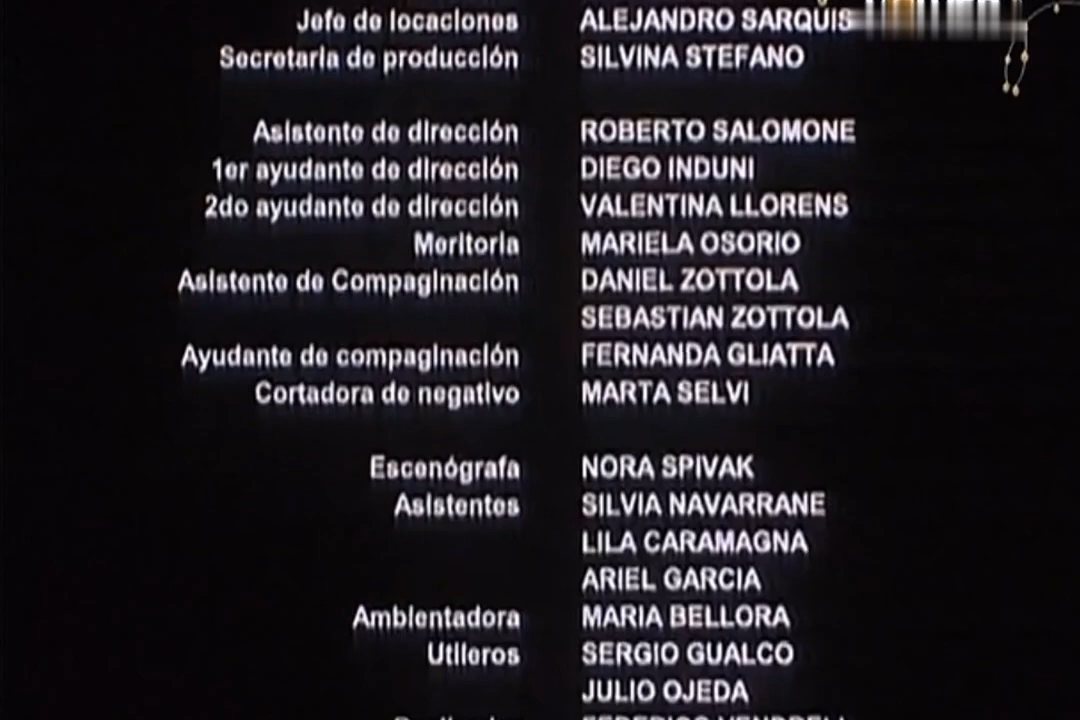 Jefe de locaciones ALEJANDRO SARQUIS
Secretaria de producción SILVINA STEFANO
Asistente de dirección ROBERTO SALOMONE
1er ayudante de dirección DIEGO INDUNI
2do ayudante de dirección VALENTINA LLORENS
Meritoria MARIELA OSORIO
Asistente de Compaginación DANIEL ZOTTOLA
SEBASTIAN ZOTTOLA
Ayudante de compaginación FERNANDA GLIATTA
Cortadora de negativo MARTA SELVI
Escenógrafa NORA SPIVAK
Asistentes SILVIA NAVARRANE
LILA CARAMAGNA
ARIEL GARCIA
Ambientadora MARIA BELLORA
Utileros SERGIO GUALCO
JULIO OJEDA